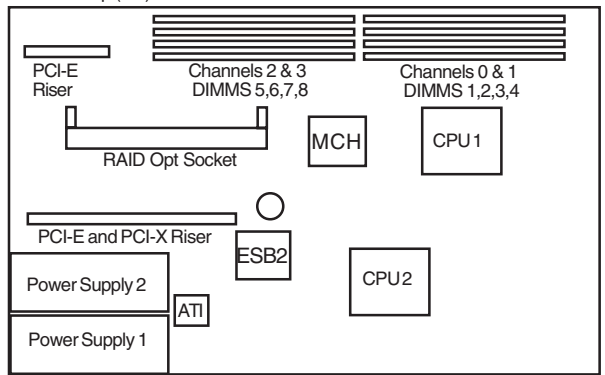 PCI-E
Riser
Channels 2 & 3
DIMMS 5,6,7,8
Channels 0 & 1
DIMMS 1,2,3,4
RAID Opt Socket
MCH
CPU1
PCI-E and PCI-X Riser
ESB2
CPU2
Power Supply 2
ATI
Power Supply 1